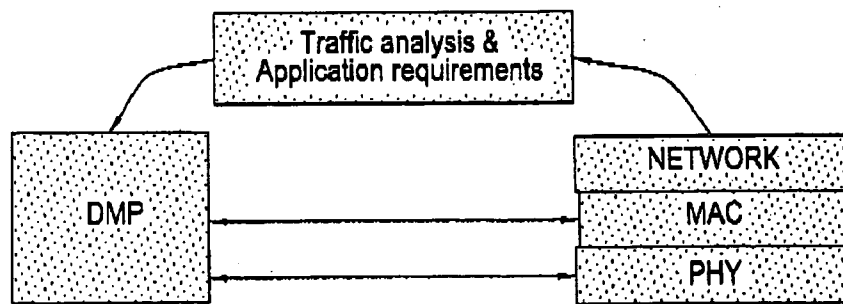 Traffic analysis &
Application requirements
NETWORK
DMP
MAC
PHY